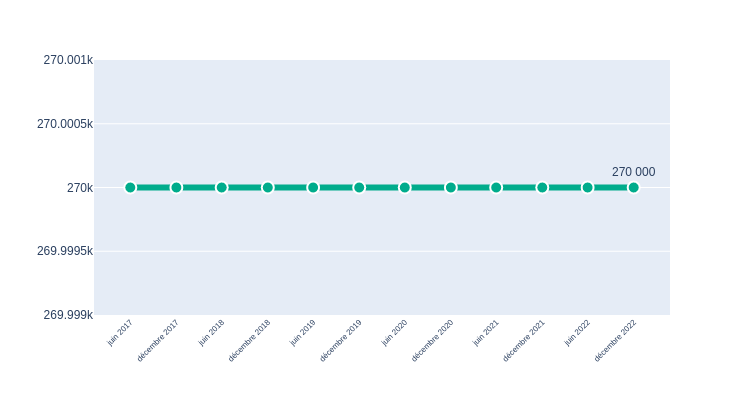 270.001k
270.0005k
270 000
270k
269.9995k
269.999k
juin 2017
décembre 2017
juin 2018
décembre 2018
juin 2019
décembre 2019
juin 2020
décembre 2020
juin 2021
décembre 2021
juin 2022
décembre 2022